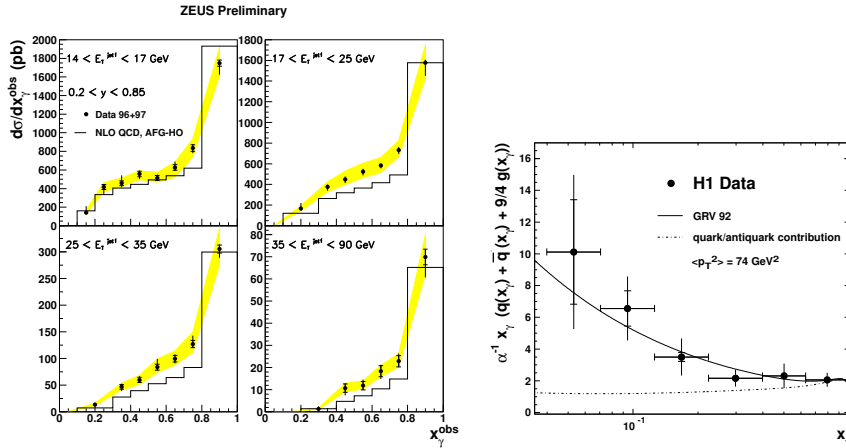 ZEUS Preliminary
dσ/dx_γ^obs (pb)
2000
1800
1600
1400
1200
1000
800
600
400
200
0
14 < E_T^jet1 < 17 GeV
0.2 < y < 0.85
Data 96+97
NLO QCD, AFG-HO
1800
1600
1400
1200
1000
800
600
400
200
0
17 < E_T^jet1 < 25 GeV
400
350
300
250
200
150
100
50
0
25 < E_T^jet1 < 35 GeV
0 0.2 0.4 0.6 0.8 1
80
70
60
50
40
30
20
10
0
35 < E_T^jet1 < 90 GeV
0 0.2 0.4 0.6 0.8 1
x_γ^obs
α^-1 x_γ (q(x_γ) + q̄(x_γ) + 9/4 g(x_γ))
16
14
12
10
8
6
4
2
0
H1 Data
GRV 92
quark/antiquark contribution
<p_T^2> = 74 GeV^2
10^-1